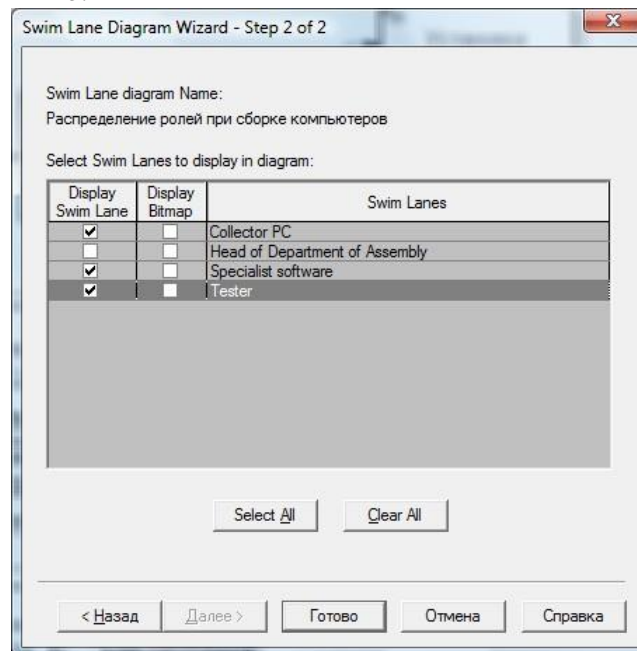 Swim Lane Diagram Wizard - Step 2 of 2
Swim Lane diagram Name:
Распределение ролей при сборке компьютеров
Select Swim Lanes to display in diagram:
Display Swim Lane
Display Bitmap
Swim Lanes
Collector PC
Head of Department of Assembly
Specialist software
Tester
Select All
Clear All
< Назад
Далее >
Готово
Отмена
Справка